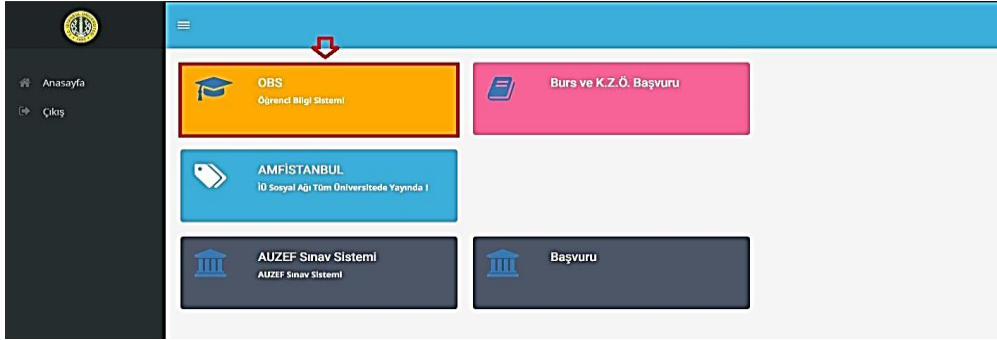 Anasayfa
Çıkış
OBS
Öğrenci Bilgi Sistemi
Burs ve K.Z.Ö. Başvuru
AMFİSTANBUL
İÜ Sosyal Ağı Tüm Üniversitede Yayında !
AUZEF Sınav Sistemi
AUZEF Sınav Sistemi
Başvuru